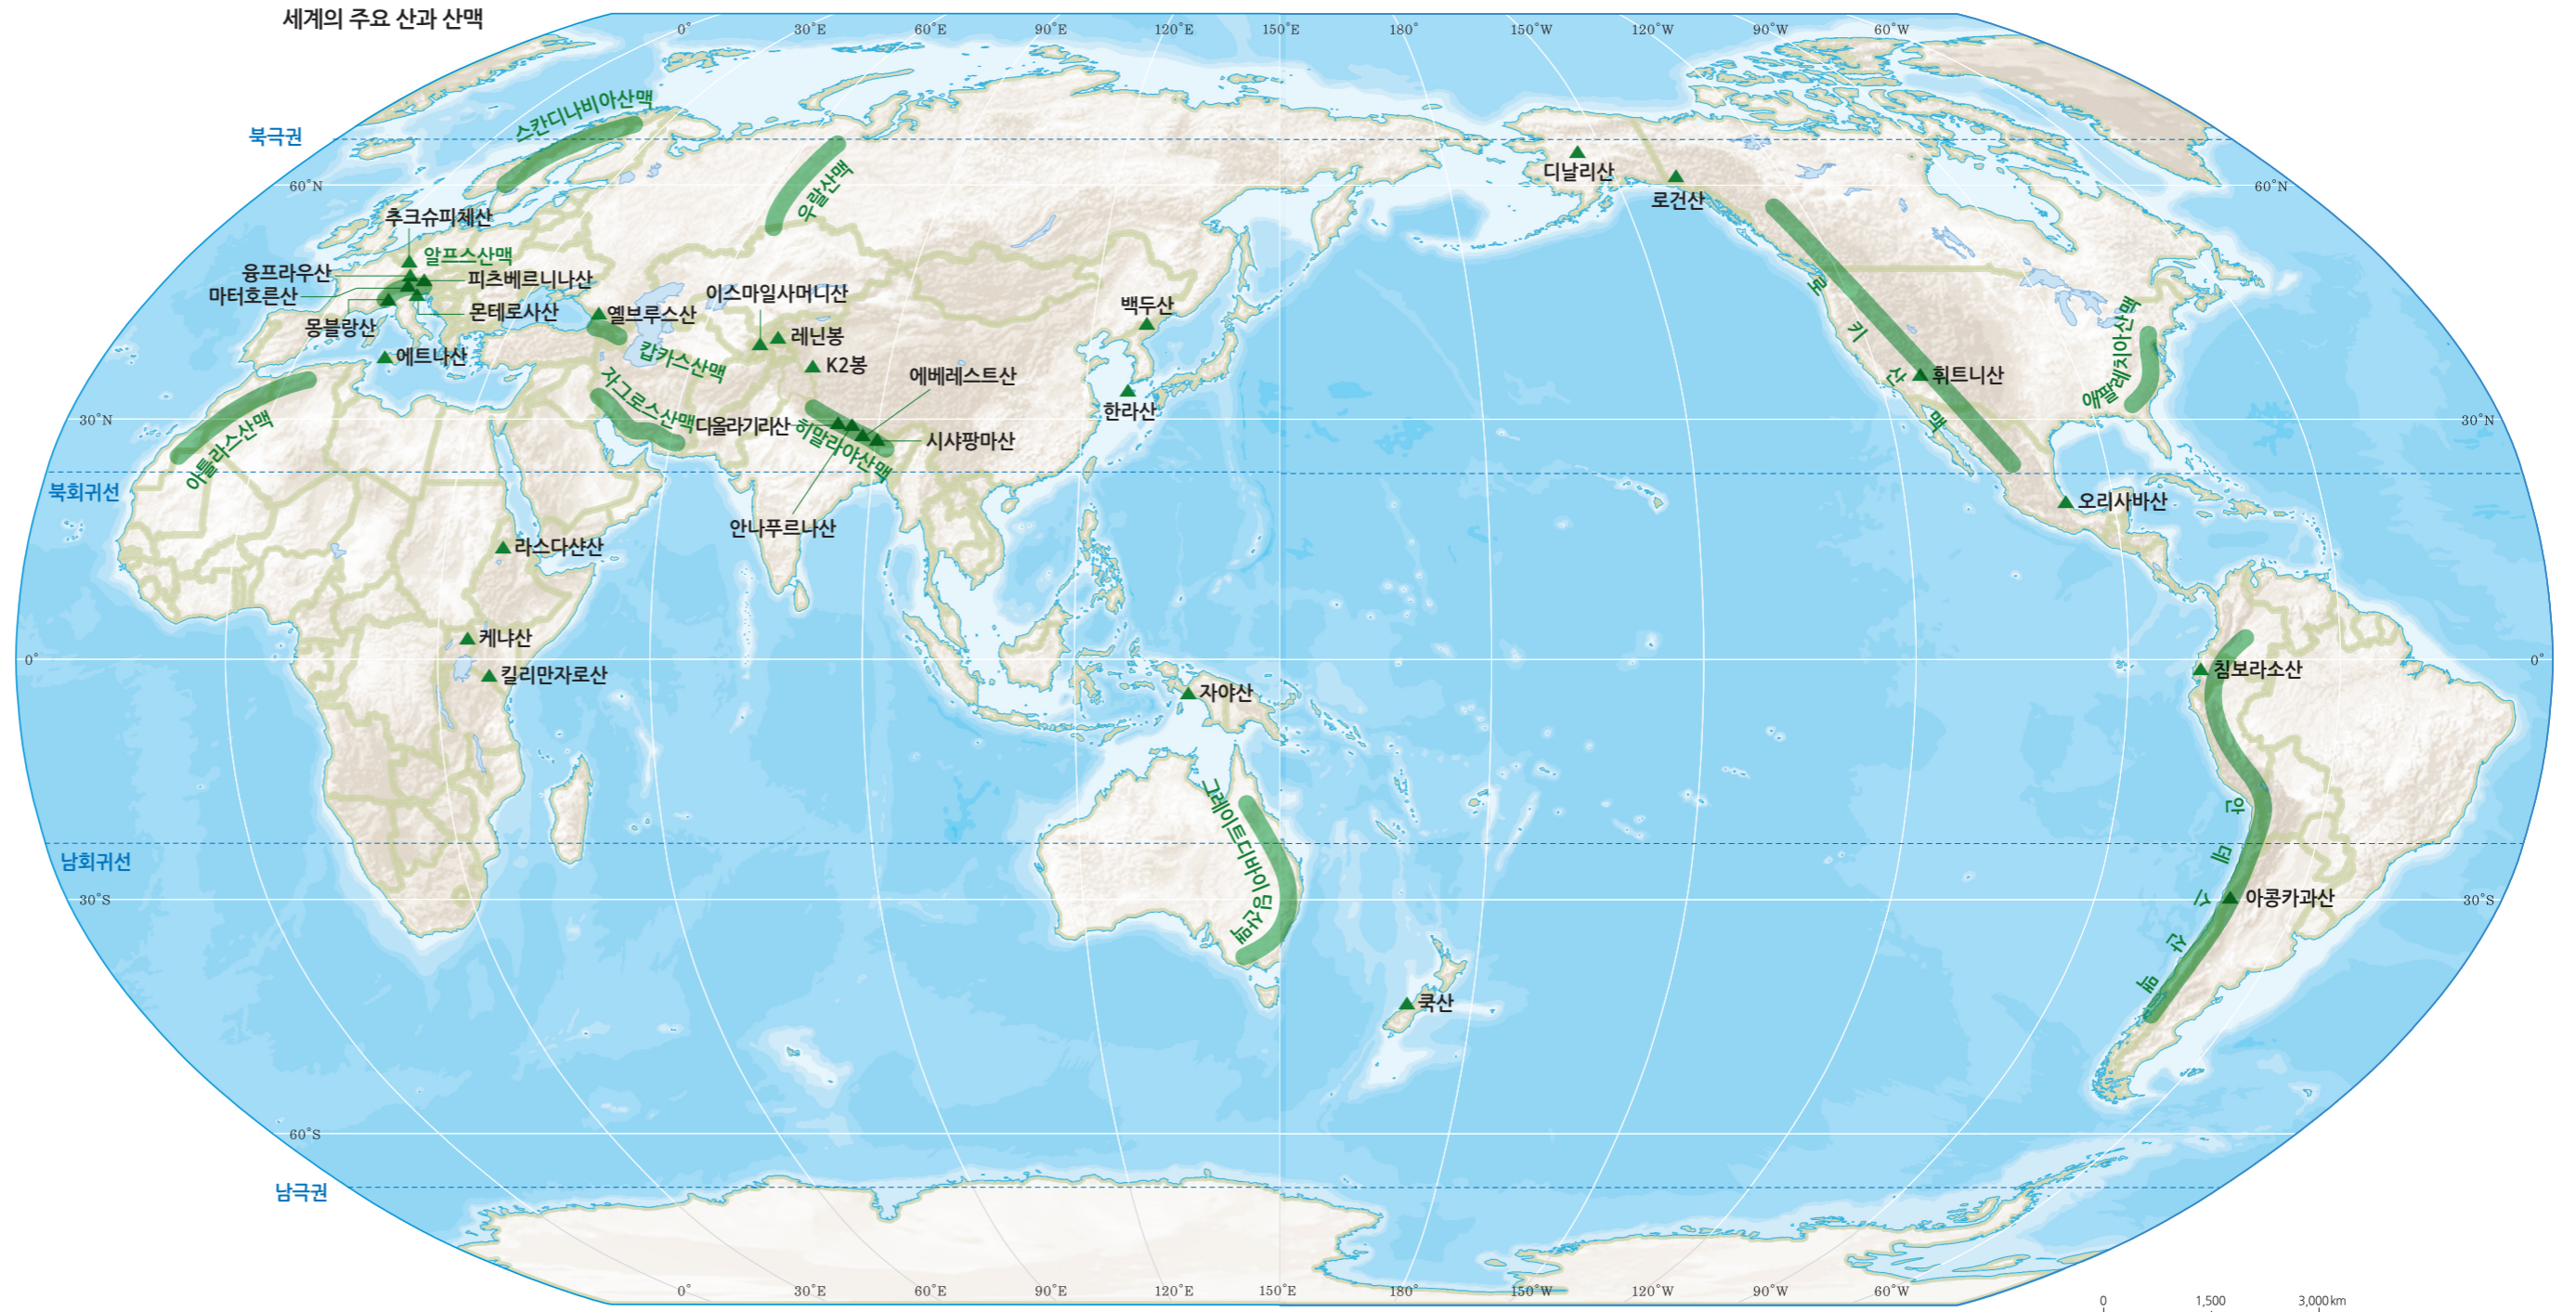 세계의 주요 산과 산맥
0˚ 30˚E 60˚E 90˚E 120˚E 150˚E 180˚ 150˚W 120˚W 90˚W 60˚W
스칸디나비아산맥
북극권
우랄산맥
디날리산
로건산
60˚N
60˚N
추크슈피체산
알프스산맥
융프라우산
피츠베르니나산
마터호른산
몬테로사산
몽블랑산
에트나산
옐브루스산
캅카스산맥
이스마일사머니산
레닌봉
K2봉
백두산
한라산
에베레스트산
자그로스산맥
디올라기리산
히말라야산맥
시샤팡마산
안나푸르나산
로키산맥
휘트니산
애팔레치아산맥
30˚N
30˚N
아틀라스산맥
북회귀선
오리사바산
라스다샨산
케냐산
킬리만자로산
0˚
0˚
자야산
침보라소산
그레이트디바이딩산맥
안데스산맥
남회귀선
30˚S
30˚S
아콩카과산
쿡산
60˚S
남극권
0˚ 30˚E 60˚E 90˚E 120˚E 150˚E 180˚ 150˚W 120˚W 90˚W 60˚W
0 1,500 3,000km